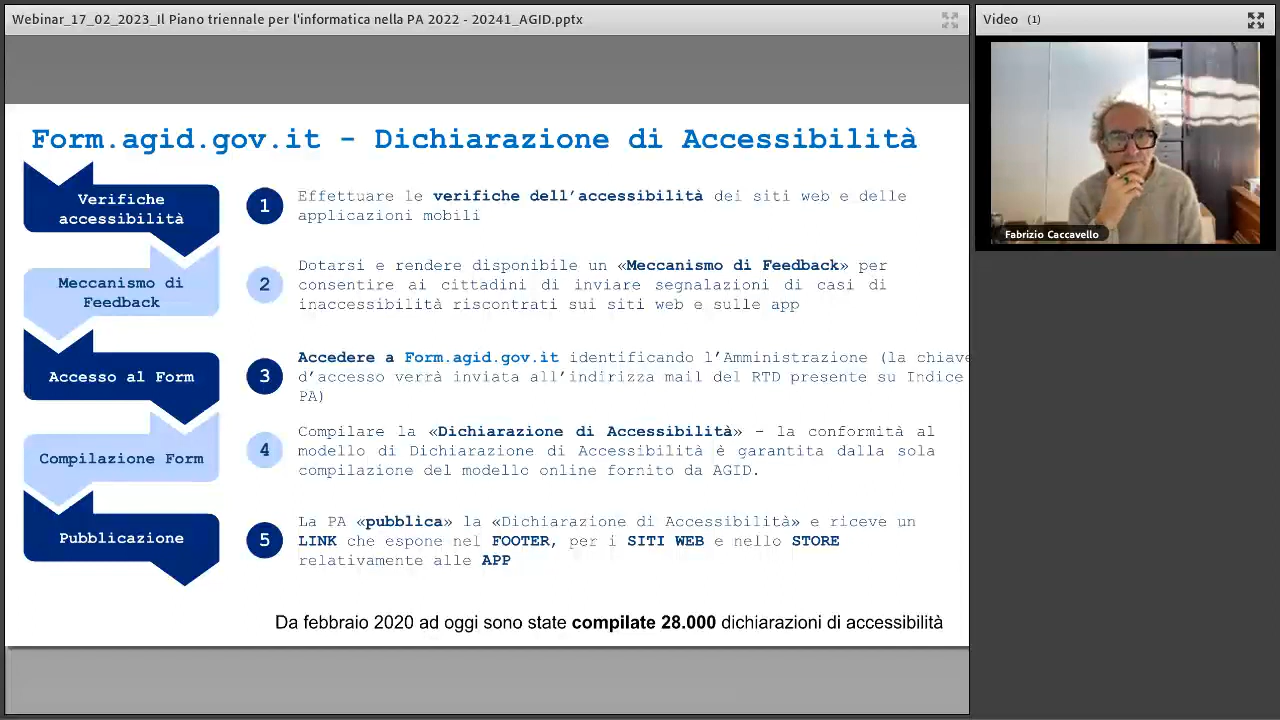 Webinar_17_02_2023_Il Piano triennale per l'informatica nella PA 2022 - 20241_AGID.pptx
Video (1)
Fabrizio Caccavello
Form.agid.gov.it - Dichiarazione di Accessibilità
Verifiche
accessibilità
1
Effettuare le verifiche dell’accessibilità dei siti web e delle
applicazioni mobili
Meccanismo di
Feedback
2
Dotarsi e rendere disponibile un «Meccanismo di Feedback» per
consentire ai cittadini di inviare segnalazioni di casi di
inaccessibilità riscontrati sui siti web e sulle app
Accesso al Form
3
Accedere a Form.agid.gov.it identificando l’Amministrazione (la chiave
d’accesso verrà inviata all’indirizza mail del RTD presente su Indice
PA)
Compilazione Form
4
Compilare la «Dichiarazione di Accessibilità» - la conformità al
modello di Dichiarazione di Accessibilità è garantita dalla sola
compilazione del modello online fornito da AGID.
Pubblicazione
5
La PA «pubblica» la «Dichiarazione di Accessibilità» e riceve un
LINK che espone nel FOOTER, per i SITI WEB e nello STORE
relativamente alle APP
Da febbraio 2020 ad oggi sono state compilate 28.000 dichiarazioni di accessibilità